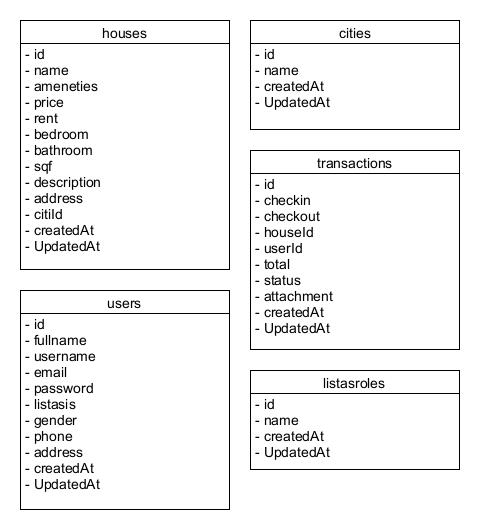 houses
- id
- name
- ameneties
- price
- rent
- bedroom
- bathroom
- sqf
- description
- address
- citiId
- createdAt
- UpdatedAt
cities
- id
- name
- createdAt
- UpdatedAt
transactions
- id
- checkin
- checkout
- houseId
- userId
- total
- status
- attachment
- createdAt
- UpdatedAt
users
- id
- fullname
- username
- email
- password
- listasis
- gender
- phone
- address
- createdAt
- UpdatedAt
listasroles
- id
- name
- createdAt
- UpdatedAt